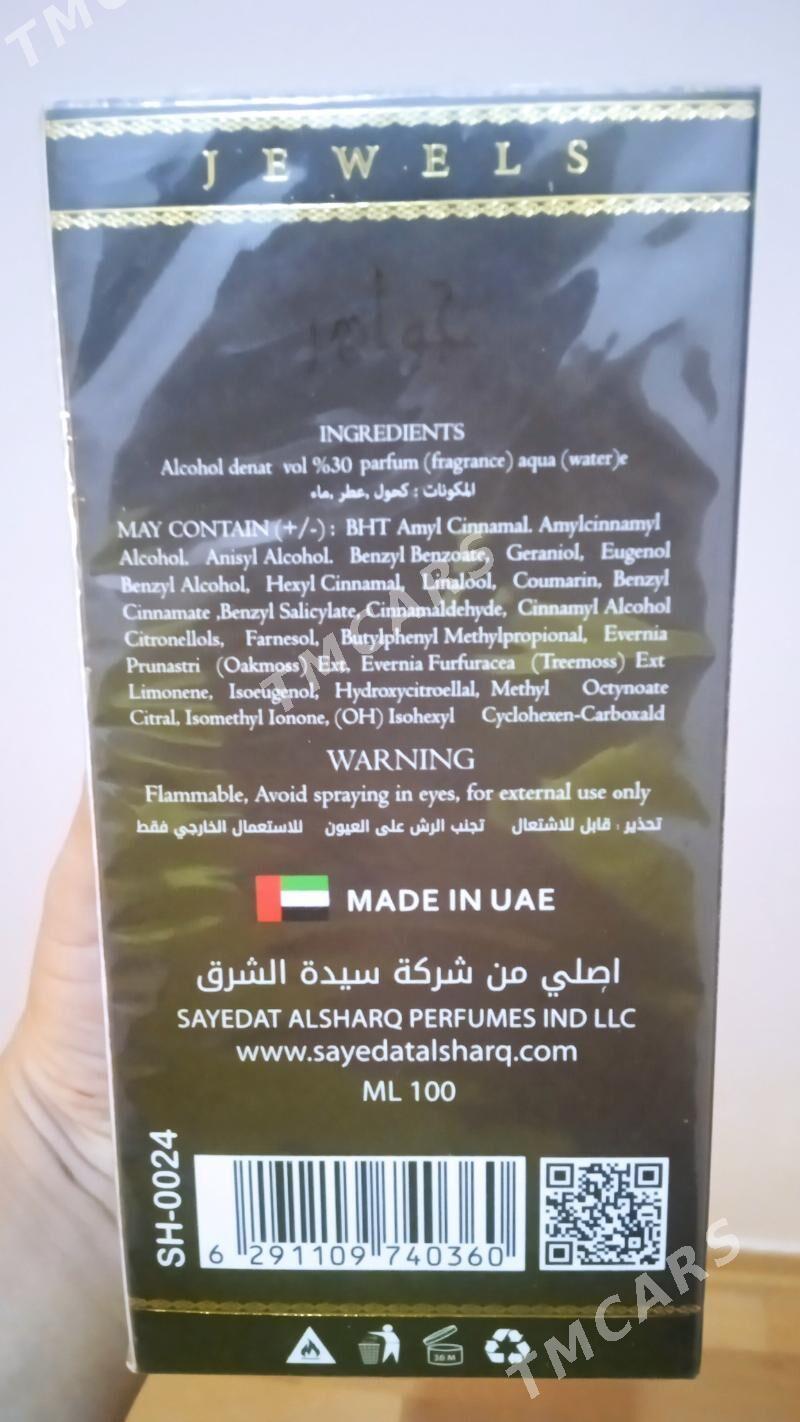 TMCARS
JEWELS
جواهر
INGREDIENTS
Alcohol denat vol %30 parfum (fragrance) aqua (water)e
المكونات : كحول ,عطر ,ماء
MAY CONTAIN (+/-) : BHT Amyl Cinnamal. Amylcinnamyl
Alcohol. Anisyl Alcohol. Benzyl Benzoate, Geraniol, Eugenol
Benzyl Alcohol, Hexyl Cinnamal, Linalool, Coumarin, Benzyl
Cinnamate ,Benzyl Salicylate, Cinnamaldehyde, Cinnamyl Alcohol
Citronellols, Farnesol, Butylphenyl Methylpropional, Evernia
Prunastri (Oakmoss) Ext, Evernia Furfuracea (Treemoss) Ext
Limonene, Isoeugenol, Hydroxycitroellal, Methyl Octynoate
Citral, Isomethyl Ionone, (OH) Isohexyl Cyclohexen-Carboxald
TMCARS
WARNING
Flammable, Avoid spraying in eyes, for external use only
تحذير : قابل للاشتعال تجنب الرش على العيون للاستعمال الخارجي فقط
MADE IN UAE
اصلي من شركة سيدة الشرق
SAYEDAT ALSHARQ PERFUMES IND LLC
www.sayedatalsharq.com
ML 100
SH-0024
6 291109 740360
TMCARS
36 M